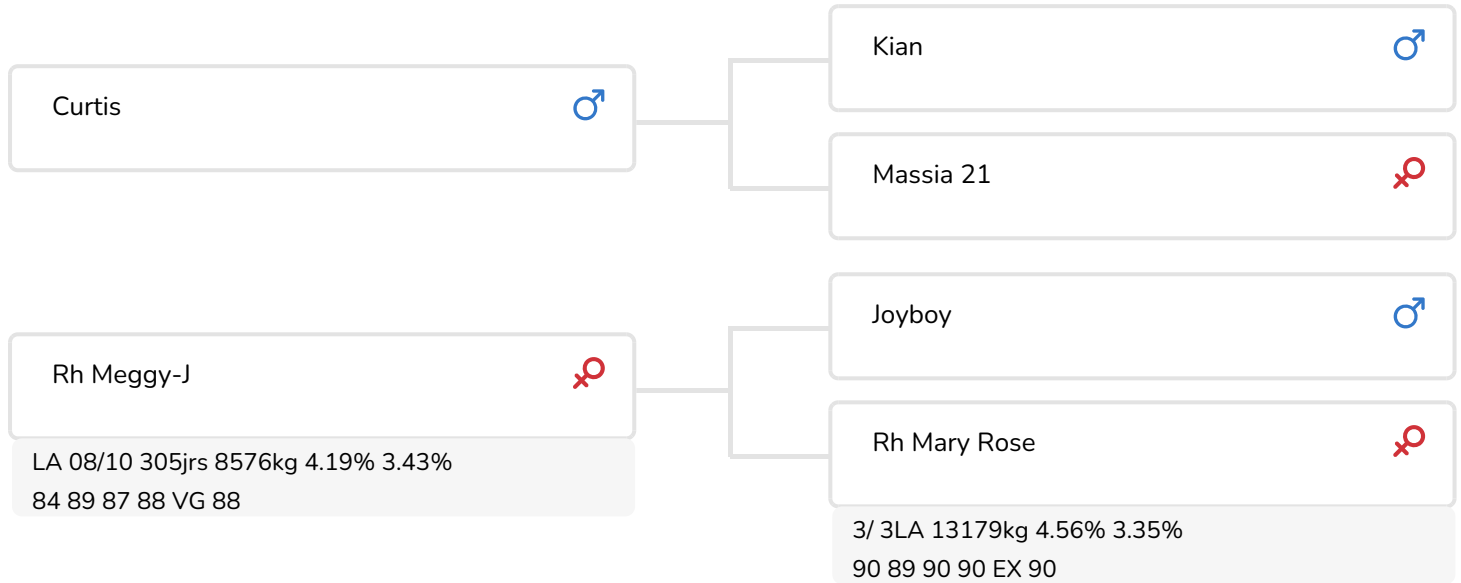 Kian
Curtis
Massia 21
Joyboy
Rh Meggy-J
Rh Mary Rose
LA 08/10 305jrs 8576kg 4.19% 3.43%
84 89 87 88 VG 88
3/ 3LA 13179kg 4.56% 3.35%
90 89 90 90 EX 90